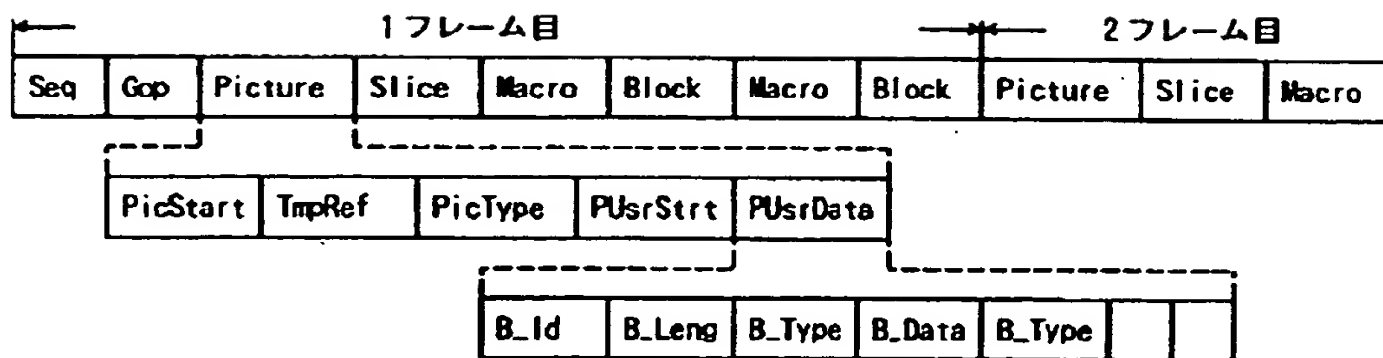 1フレーム目 2フレーム目
Seq Gop Picture Slice Macro Block Macro Block Picture Slice Macro
PicStart TmpRef PicType PUsrStrt PUsrData
B_Id B_Leng B_Type B_Data B_Type